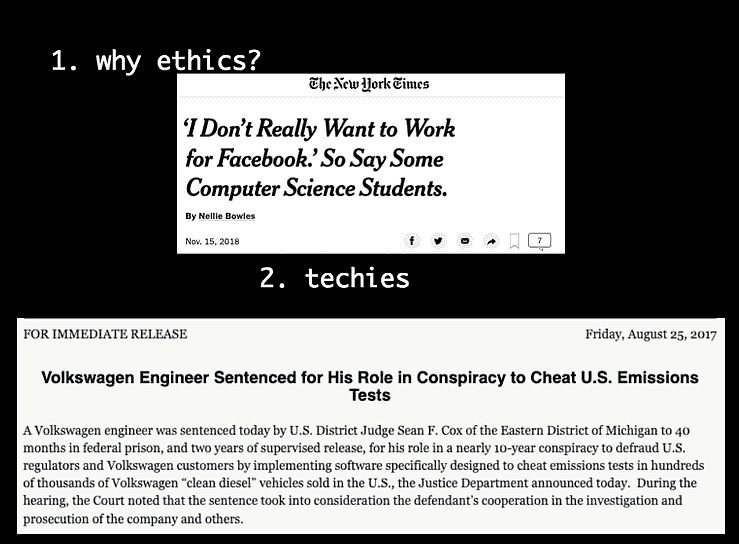 1. why ethics?
The New York Times
‘I Don’t Really Want to Work
for Facebook.’ So Say Some
Computer Science Students.
By Nellie Bowles
Nov. 15, 2018
7
2. techies
FOR IMMEDIATE RELEASE
Friday, August 25, 2017
Volkswagen Engineer Sentenced for His Role in Conspiracy to Cheat U.S. Emissions
Tests
A Volkswagen engineer was sentenced today by U.S. District Judge Sean F. Cox of the Eastern District of Michigan to 40
months in federal prison, and two years of supervised release, for his role in a nearly 10-year conspiracy to defraud U.S.
regulators and Volkswagen customers by implementing software specifically designed to cheat emissions tests in hundreds
of thousands of Volkswagen “clean diesel” vehicles sold in the U.S., the Justice Department announced today.  During the
hearing, the Court noted that the sentence took into consideration the defendant’s cooperation in the investigation and
prosecution of the company and others.